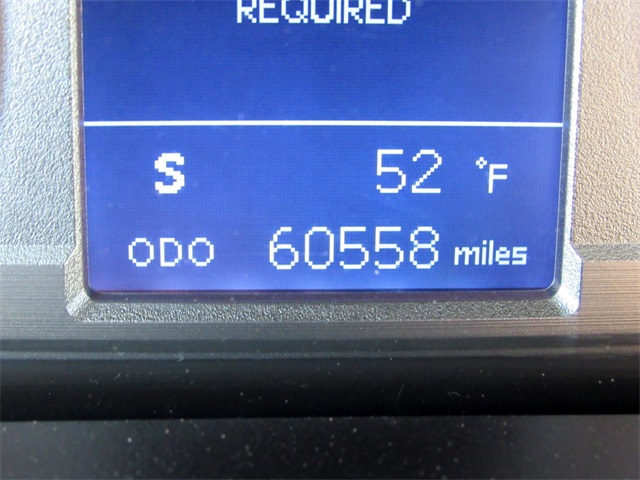 REQUIRED
S 52 °F
ODO 60558 miles